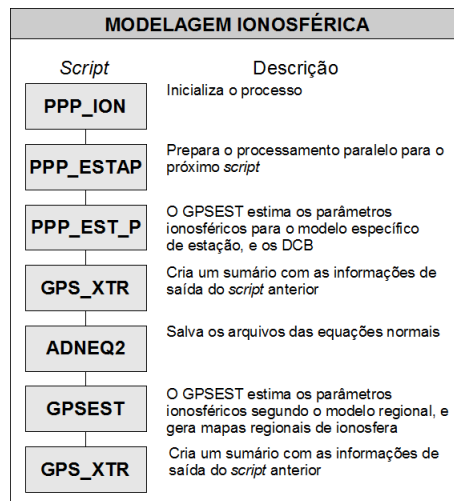 MODELAGEM IONOSFÉRICA
Script Descrição
PPP_ION
Inicializa o processo
PPP_ESTAP
Prepara o processamento paralelo para o
próximo script
PPP_EST_P
O GPSEST estima os parâmetros
ionosféricos para o modelo específico
de estação, e os DCB
GPS_XTR
Cria um sumário com as informações de
saída do script anterior
ADNEQ2
Salva os arquivos das equações normais
GPSEST
O GPSEST estima os parâmetros
ionosféricos segundo o modelo regional, e
gera mapas regionais de ionosfera
GPS_XTR
Cria um sumário com as informações de
saída do script anterior